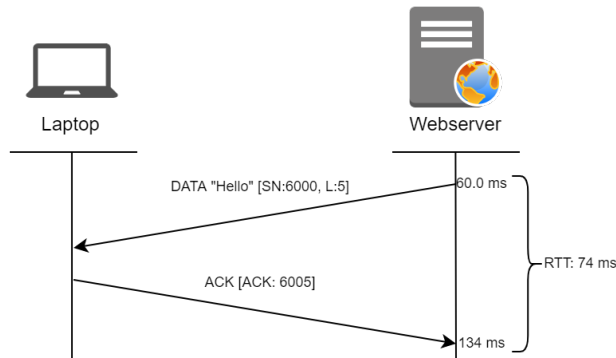 Laptop
Webserver
DATA "Hello" [SN:6000, L:5]
60.0 ms
RTT: 74 ms
ACK [ACK: 6005]
134 ms